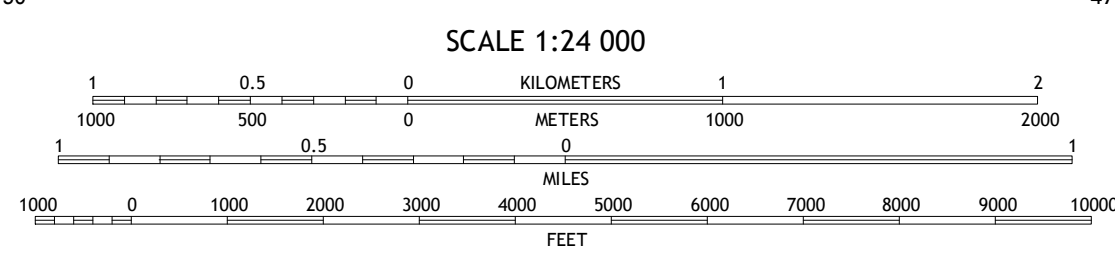 SCALE 1:24 000
1 0.5 0 KILOMETERS 1 2
1000 500 0 METERS 1000 2000
1 0.5 0 1
MILES
1000 0 1000 2000 3000 4000 5000 6000 7000 8000 9000 10000
FEET